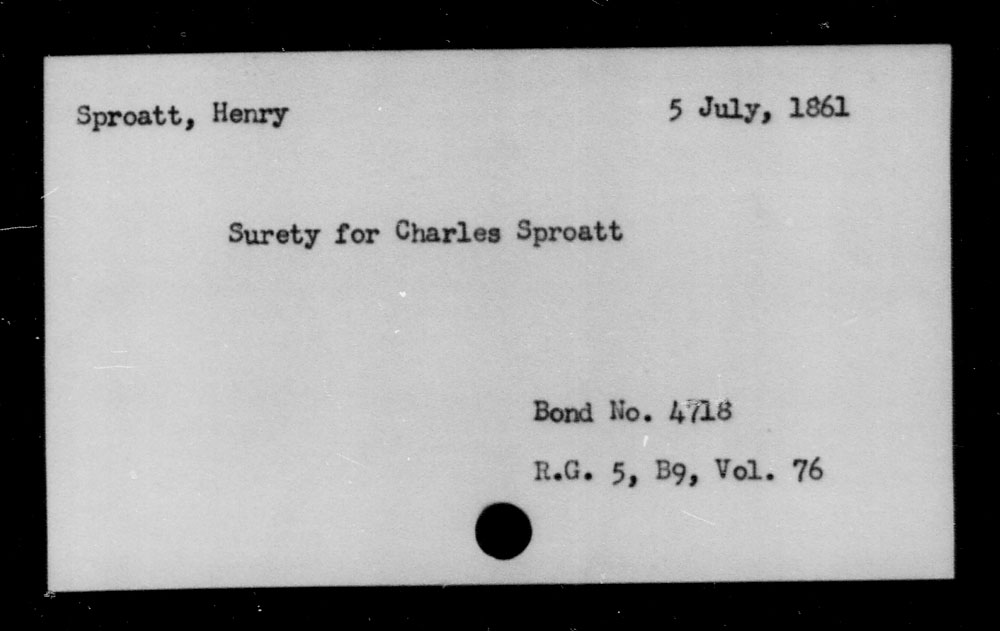 Sproatt, Henry 5 July, 1861
Surety for Charles Sproatt
Bond No. 4718
R.G. 5, B9, Vol. 76